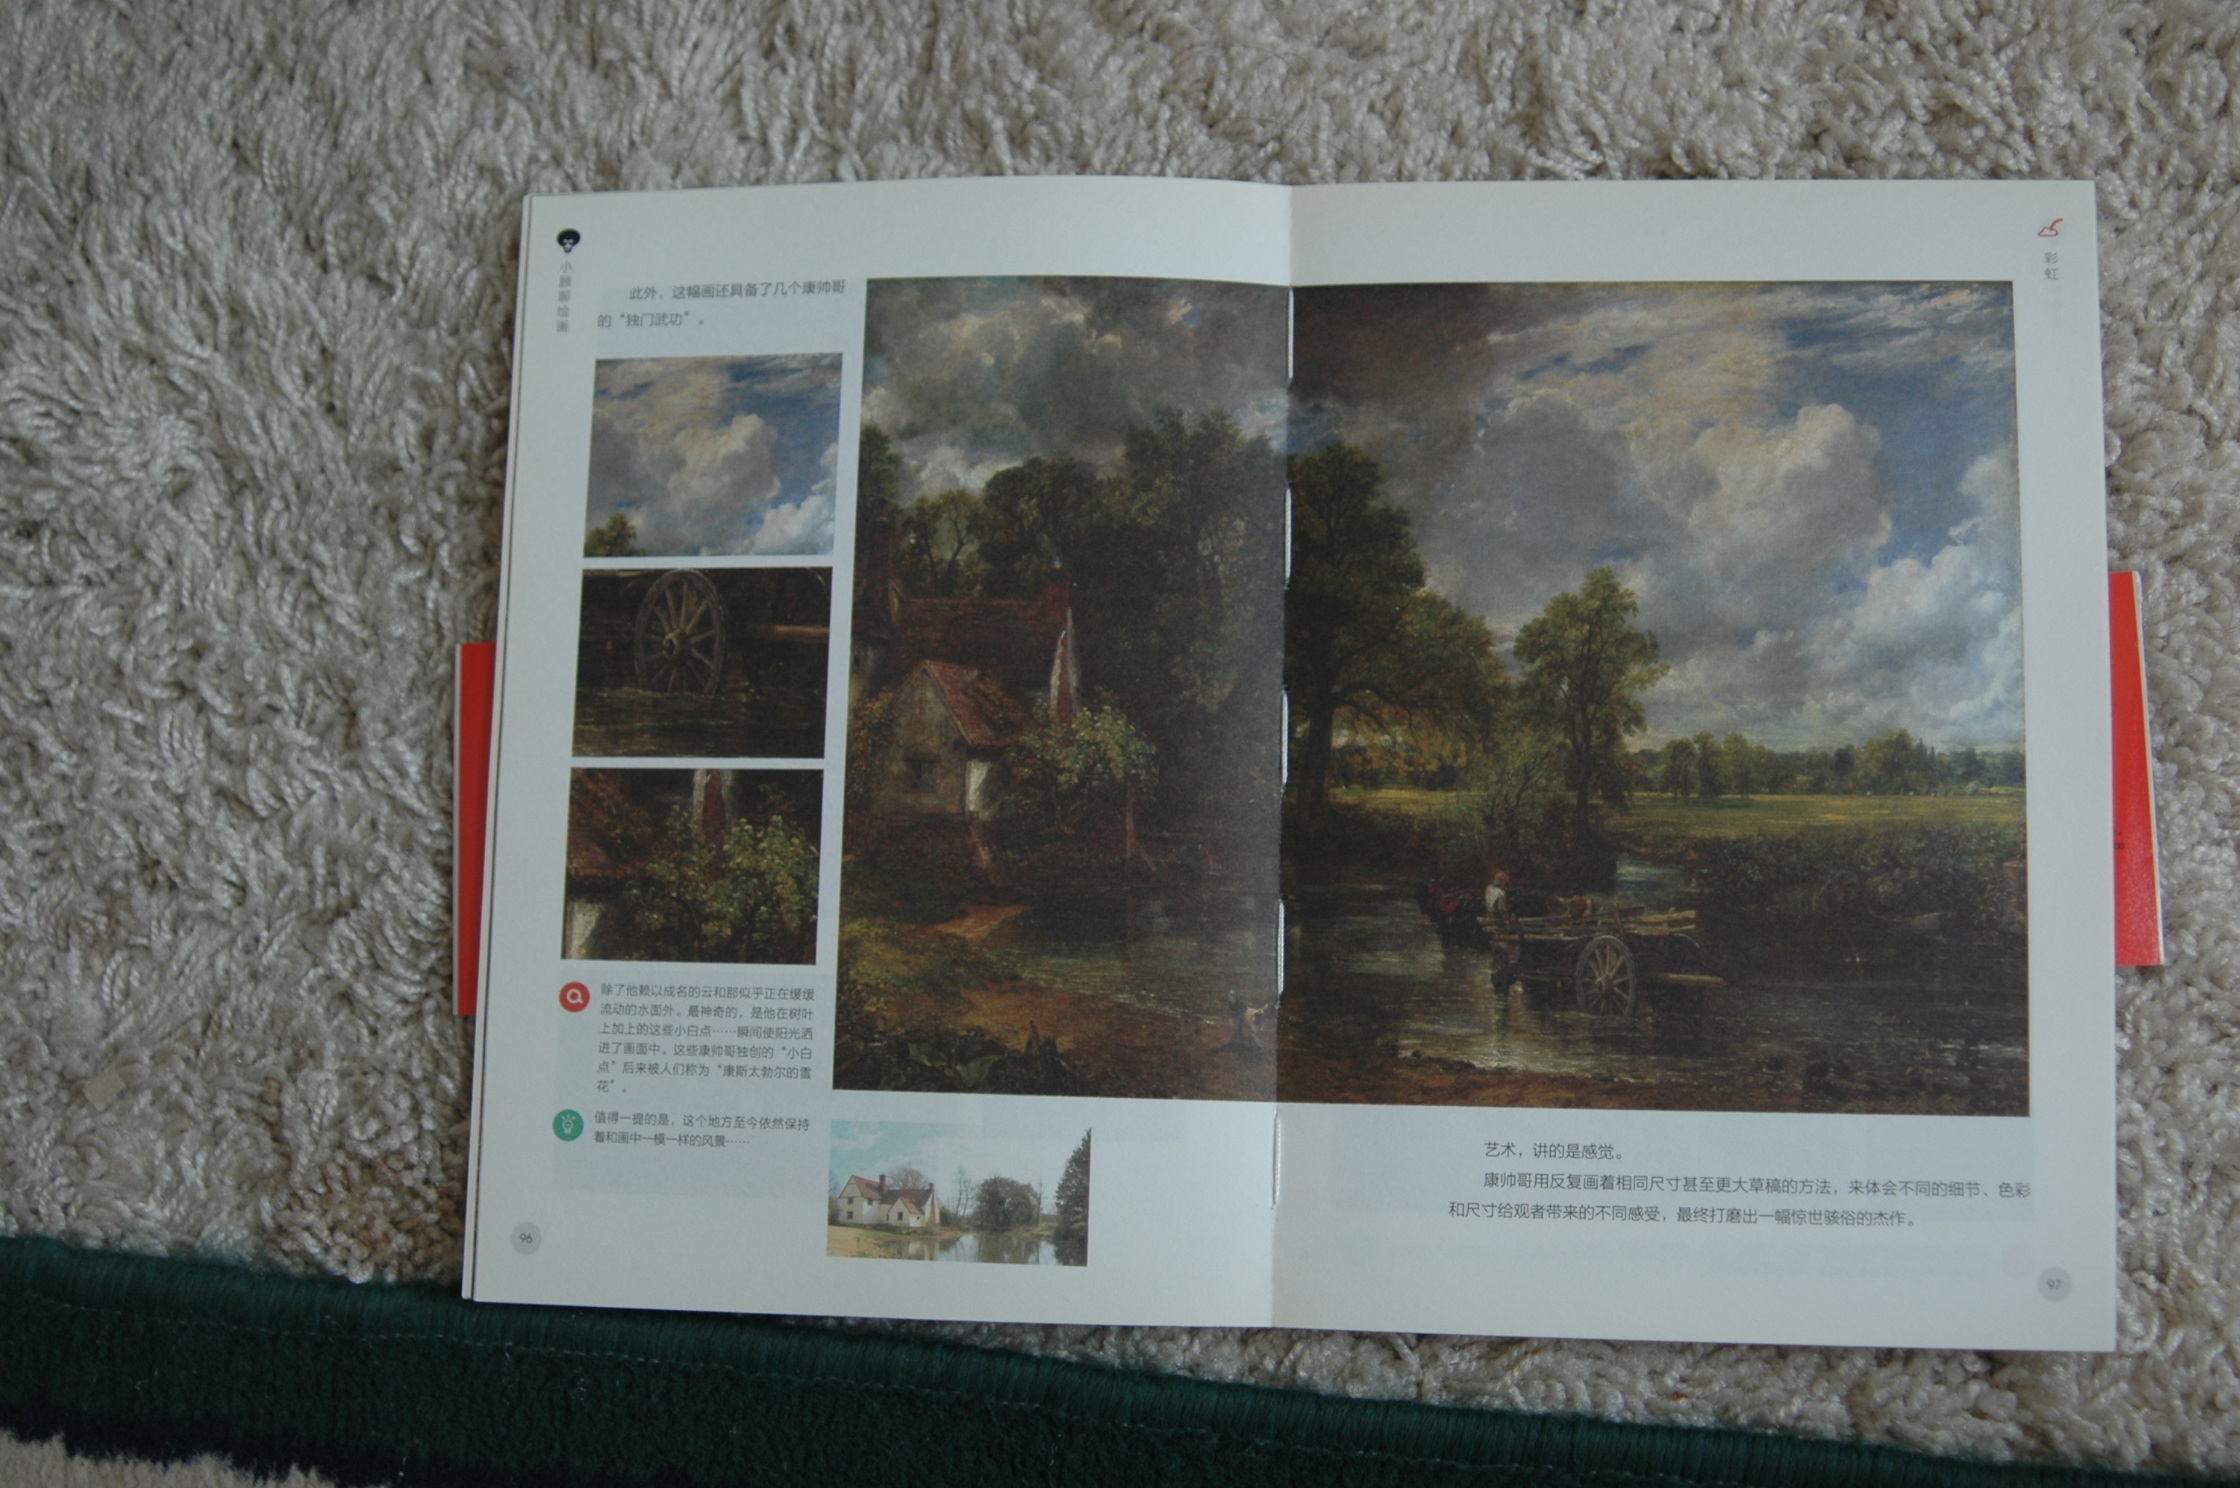 小
顾
聊
绘
画
此外，这幅画还具备了几个康帅哥
的“独门武功”。
除了他赖以成名的云和那似乎正在缓缓
流动的水面外。最神奇的，是他在树叶
上加上的这些小白点……瞬间使阳光洒
进了画面中。这些康帅哥独创的“小白
点”后来被人们称为“康斯太勃尔的雪
花”。
值得一提的是，这个地方至今依然保持
着和画中一模一样的风景……
96
彩
虹
艺术，讲的是感觉。
康帅哥用反复画着相同尺寸甚至更大草稿的方法，来体会不同的细节、色彩
和尺寸给观者带来的不同感受，最终打磨出一幅惊世骇俗的杰作。
97